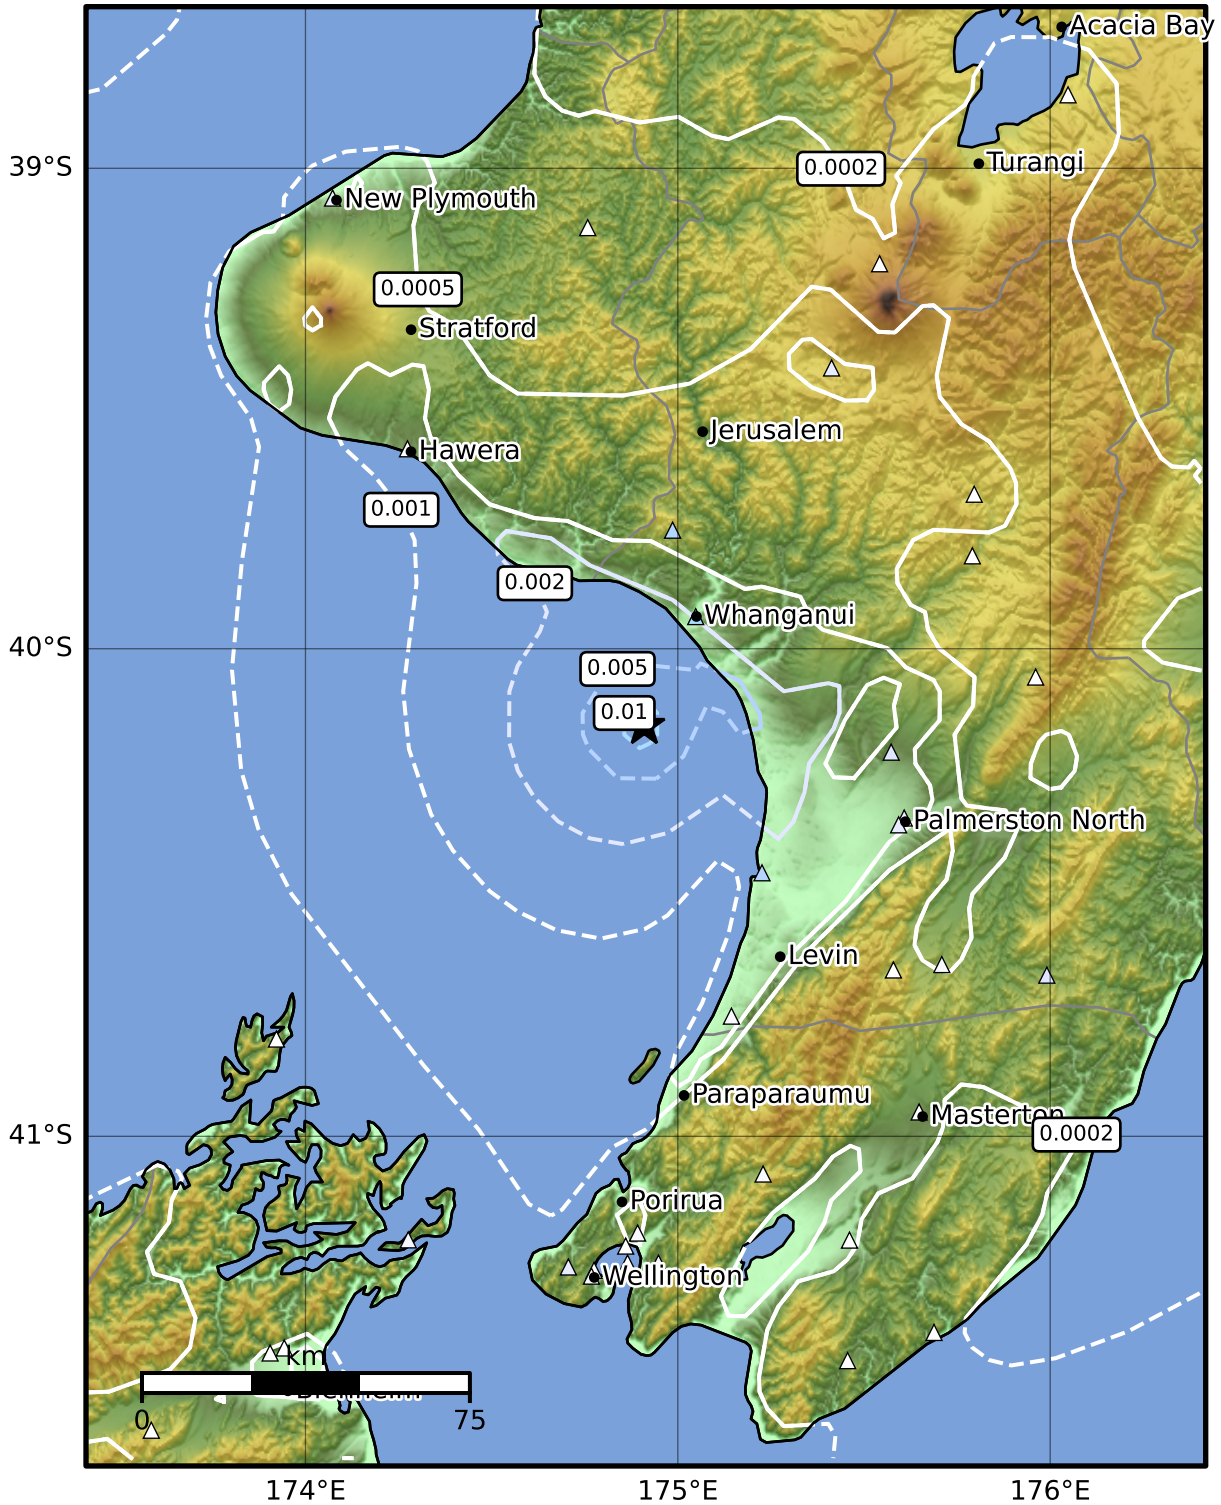 Acacia Bay
39°S
0.0002
Turangi
New Plymouth
0.0005
Stratford
Jerusalem
Hawera
0.001
0.002
Whanganui
40°S
0.005
0.01
Palmerston North
Levin
Paraparaumu
Masterton
41°S
0.0002
Porirua
Wellington
km
Blenheim
0
75
174°E
175°E
176°E